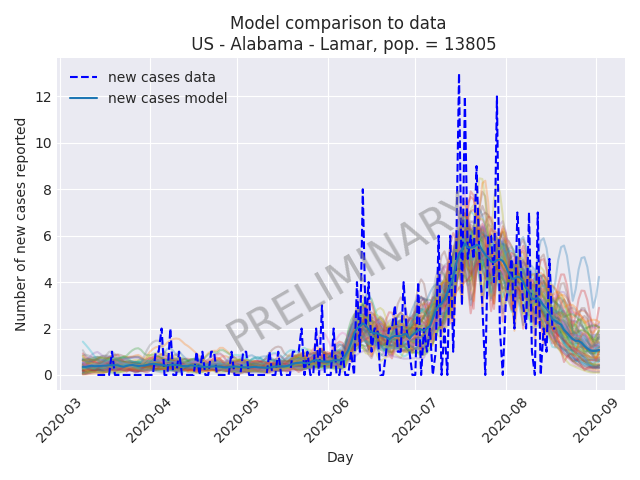 Model comparison to data
US - Alabama - Lamar, pop. = 13805
new cases data
new cases model
PRELIMINARY
Number of new cases reported
12
10
8
6
4
2
0
2020-03
2020-04
2020-05
2020-06
2020-07
2020-08
2020-09
Day